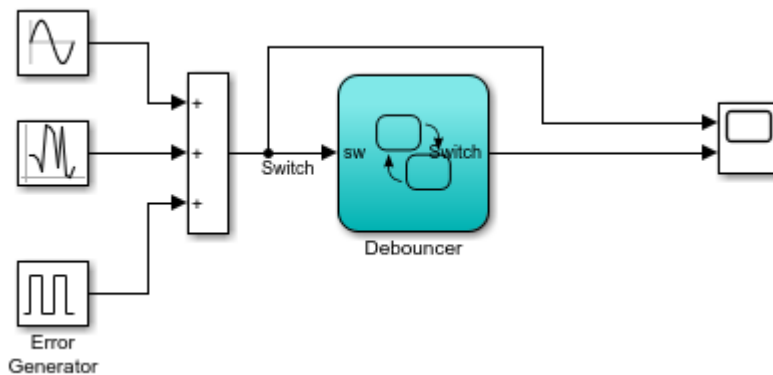 +
+
+
Switch
sw
Switch
Debouncer
Error
Generator